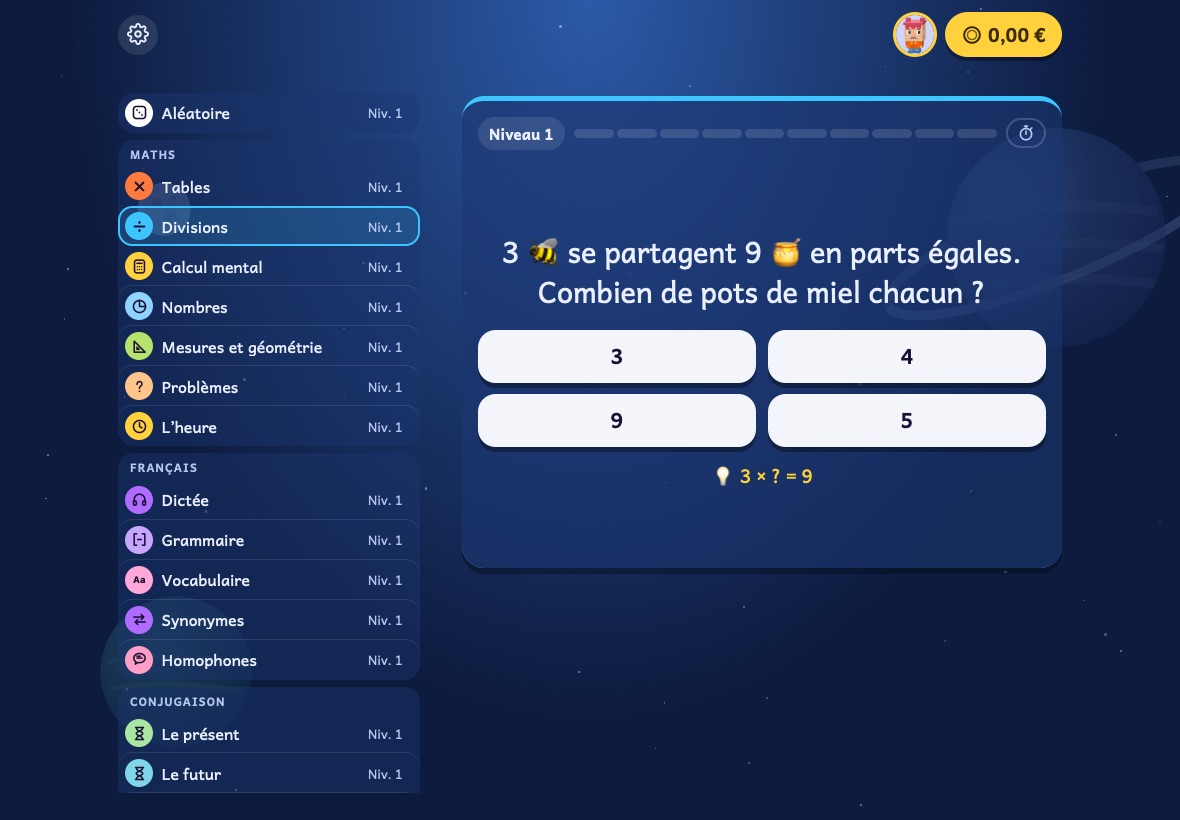 0,00 €
Aléatoire Niv. 1
MATHS
Tables Niv. 1
Divisions Niv. 1
Calcul mental Niv. 1
Nombres Niv. 1
Mesures et géométrie Niv. 1
Problèmes Niv. 1
L’heure Niv. 1
FRANÇAIS
Dictée Niv. 1
Grammaire Niv. 1
Aa Vocabulaire Niv. 1
Synonymes Niv. 1
Homophones Niv. 1
CONJUGAISON
Le présent Niv. 1
Le futur Niv. 1
Niveau 1
3 🐝 se partagent 9 🍯 en parts égales.
Combien de pots de miel chacun ?
3 4
9 5
💡 3 × ? = 9